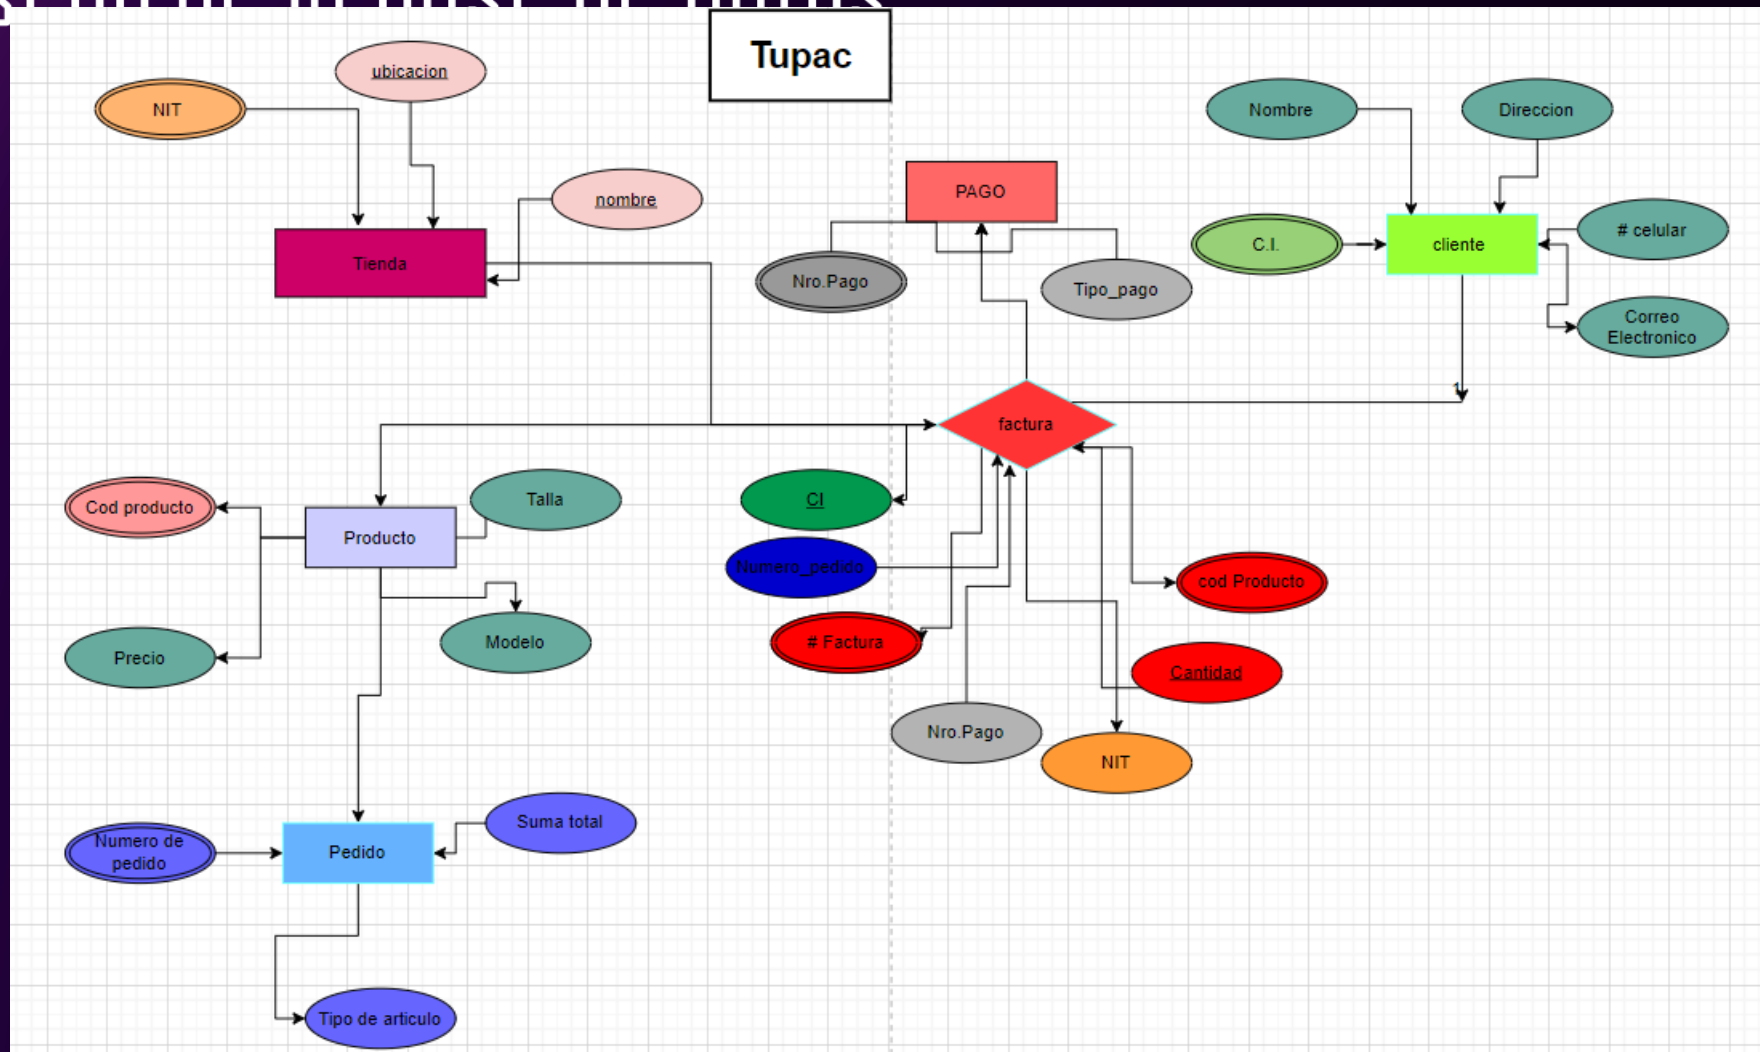 Tupac
ubicacion
NIT
nombre
Tienda
PAGO
Nro.Pago
Tipo_pago
Nombre
Direccion
C.I.
cliente
# celular
Correo
Electronico
1
factura
Cod producto
Talla
Producto
Precio
Modelo
CI
Numero_pedido
# Factura
cod Producto
Cantidad
Nro.Pago
NIT
Numero de
pedido
Pedido
Suma total
Tipo de articulo